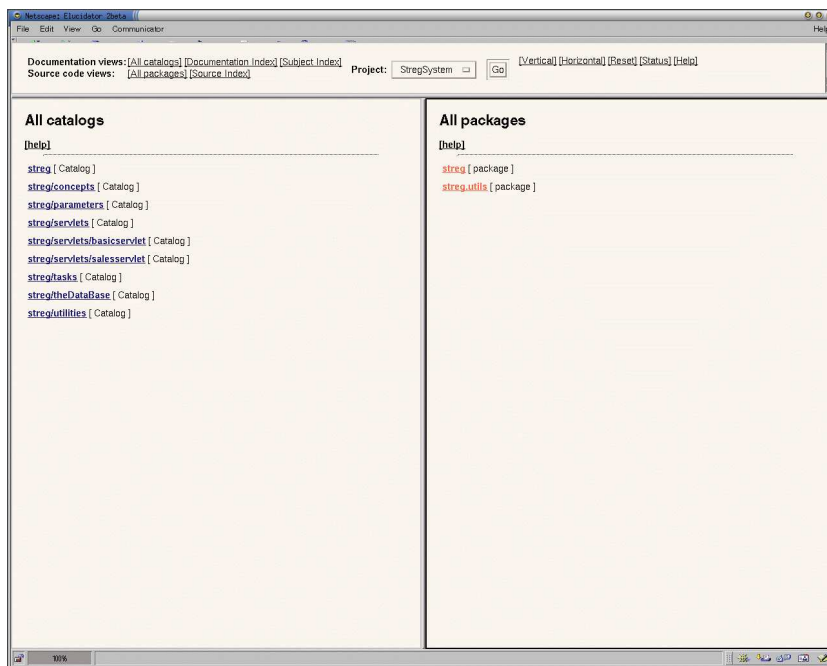 Netscape: Elucidator 2beta
File Edit View Go Communicator Help
Documentation views: [All catalogs] [Documentation Index] [Subject Index]
Source code views: [All packages] [Source Index]
Project: StregSystem Go
[Vertical] [Horizontal] [Reset] [Status] [Help]
All catalogs
[help]
streg [ Catalog ]
streg/concepts [ Catalog ]
streg/parameters [ Catalog ]
streg/servlets [ Catalog ]
streg/servlets/basicservlet [ Catalog ]
streg/servlets/salesservlet [ Catalog ]
streg/tasks [ Catalog ]
streg/theDataBase [ Catalog ]
streg/utilities [ Catalog ]
All packages
[help]
streg [ package ]
streg.utils [ package ]
100%